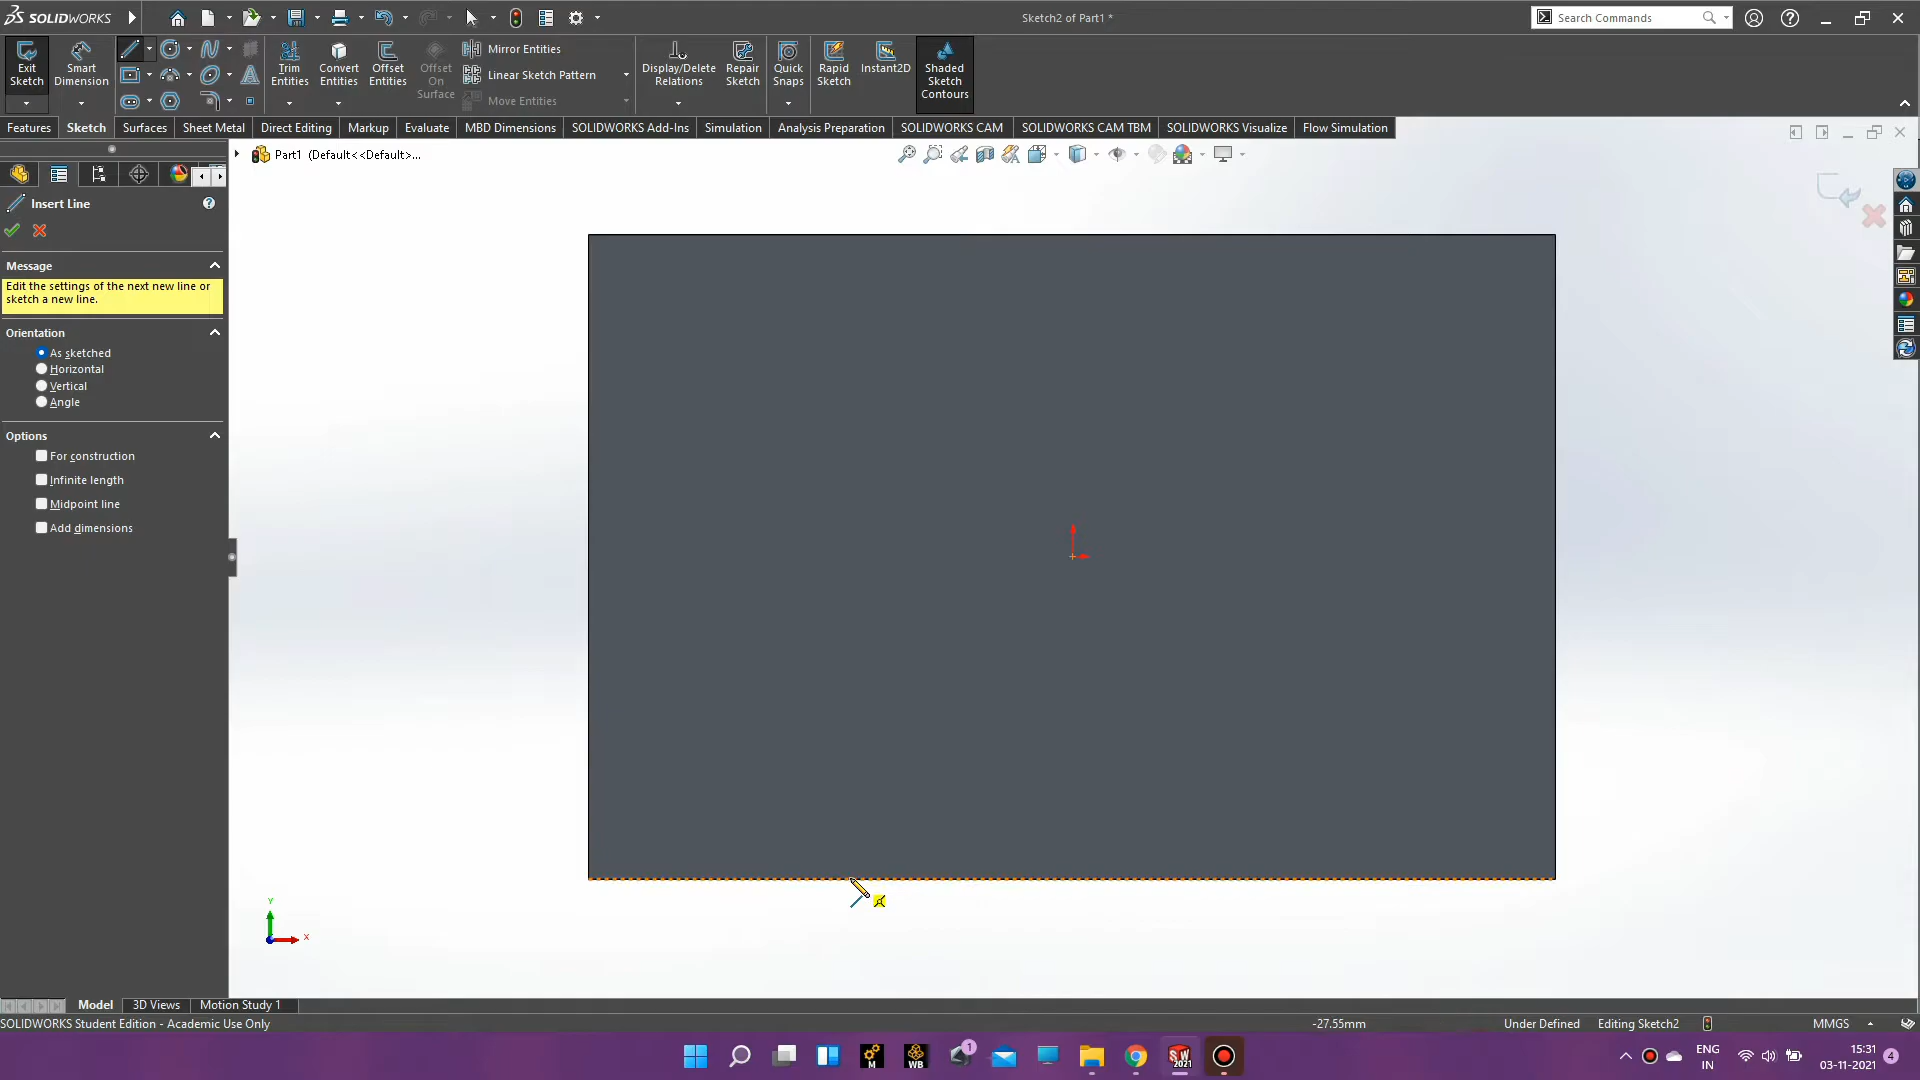 SOLIDWORKS
Sketch2 of Part1 *
Search Commands
Exit
Sketch
Smart
Dimension
Trim
Entities
Convert
Entities
Offset
Entities
Offset
On
Surface
Mirror Entities
Linear Sketch Pattern
Move Entities
Display/Delete
Relations
Repair
Sketch
Quick
Snaps
Rapid
Sketch
Instant2D
Shaded
Sketch
Contours
Features
Sketch
Surfaces
Sheet Metal
Direct Editing
Markup
Evaluate
MBD Dimensions
SOLIDWORKS Add-Ins
Simulation
Analysis Preparation
SOLIDWORKS CAM
SOLIDWORKS CAM TBM
SOLIDWORKS Visualize
Flow Simulation
Part1 (Default<<Default>...
Insert Line
Message
Edit the settings of the next new line or
sketch a new line.
Orientation
As sketched
Horizontal
Vertical
Angle
Options
For construction
Infinite length
Midpoint line
Add dimensions
Y
X
Model
3D Views
Motion Study 1
SOLIDWORKS Student Edition - Academic Use Only
-27.55mm
Under Defined
Editing Sketch2
MMGS
M
WB
1
SW
2021
ENG
IN
15:31
03-11-2021
4